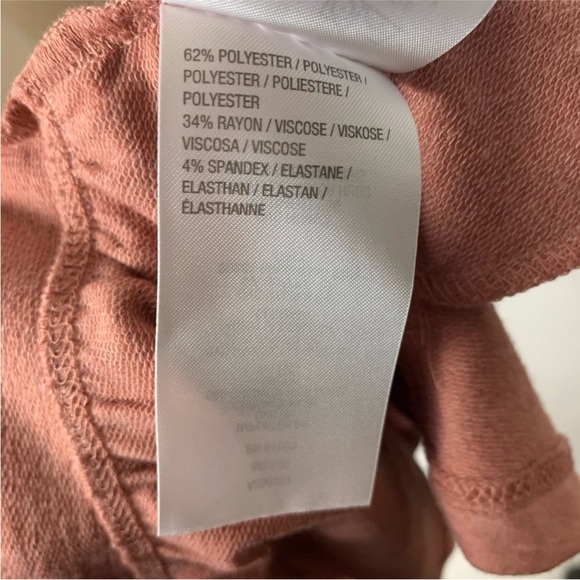 62% POLYESTER / POLYESTER /
POLYESTER / POLIESTERE /
POLYESTER
34% RAYON / VISCOSE / VISKOSE /
VISCOSA / VISCOSE
4% SPANDEX / ELASTANE /
ELASTHAN / ELASTAN /
ÉLASTHANNE